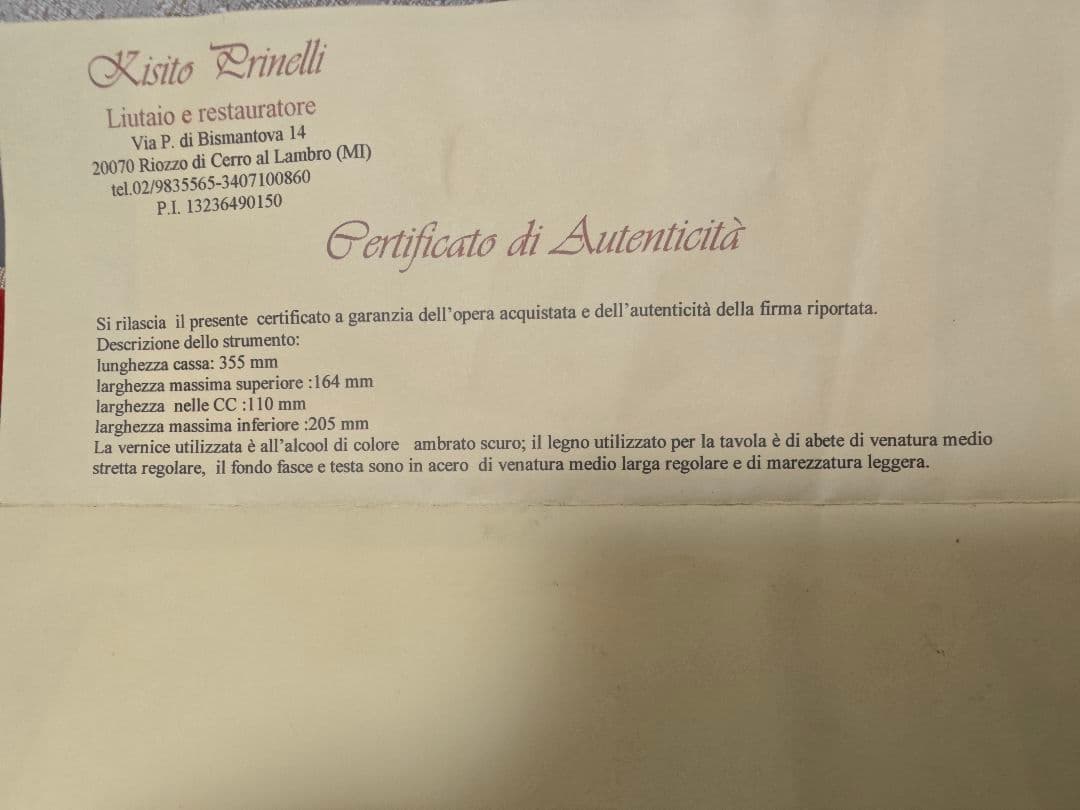 Kisito Prinelli
Liutaio e restauratore
Via P. di Bismantova 14
20070 Riozzo di Cerro al Lambro (MI)
tel.02/9835565-3407100860
P.I. 13236490150
Certificato di Autenticità
Si rilascia il presente certificato a garanzia dell’opera acquistata e dell’autenticità della firma riportata.
Descrizione dello strumento:
lunghezza cassa: 355 mm
larghezza massima superiore :164 mm
larghezza nelle CC :110 mm
larghezza massima inferiore :205 mm
La vernice utilizzata è all’alcool di colore ambrato scuro; il legno utilizzato per la tavola è di abete di venatura medio
stretta regolare, il fondo fasce e testa sono in acero di venatura medio larga regolare e di marezzatura leggera.